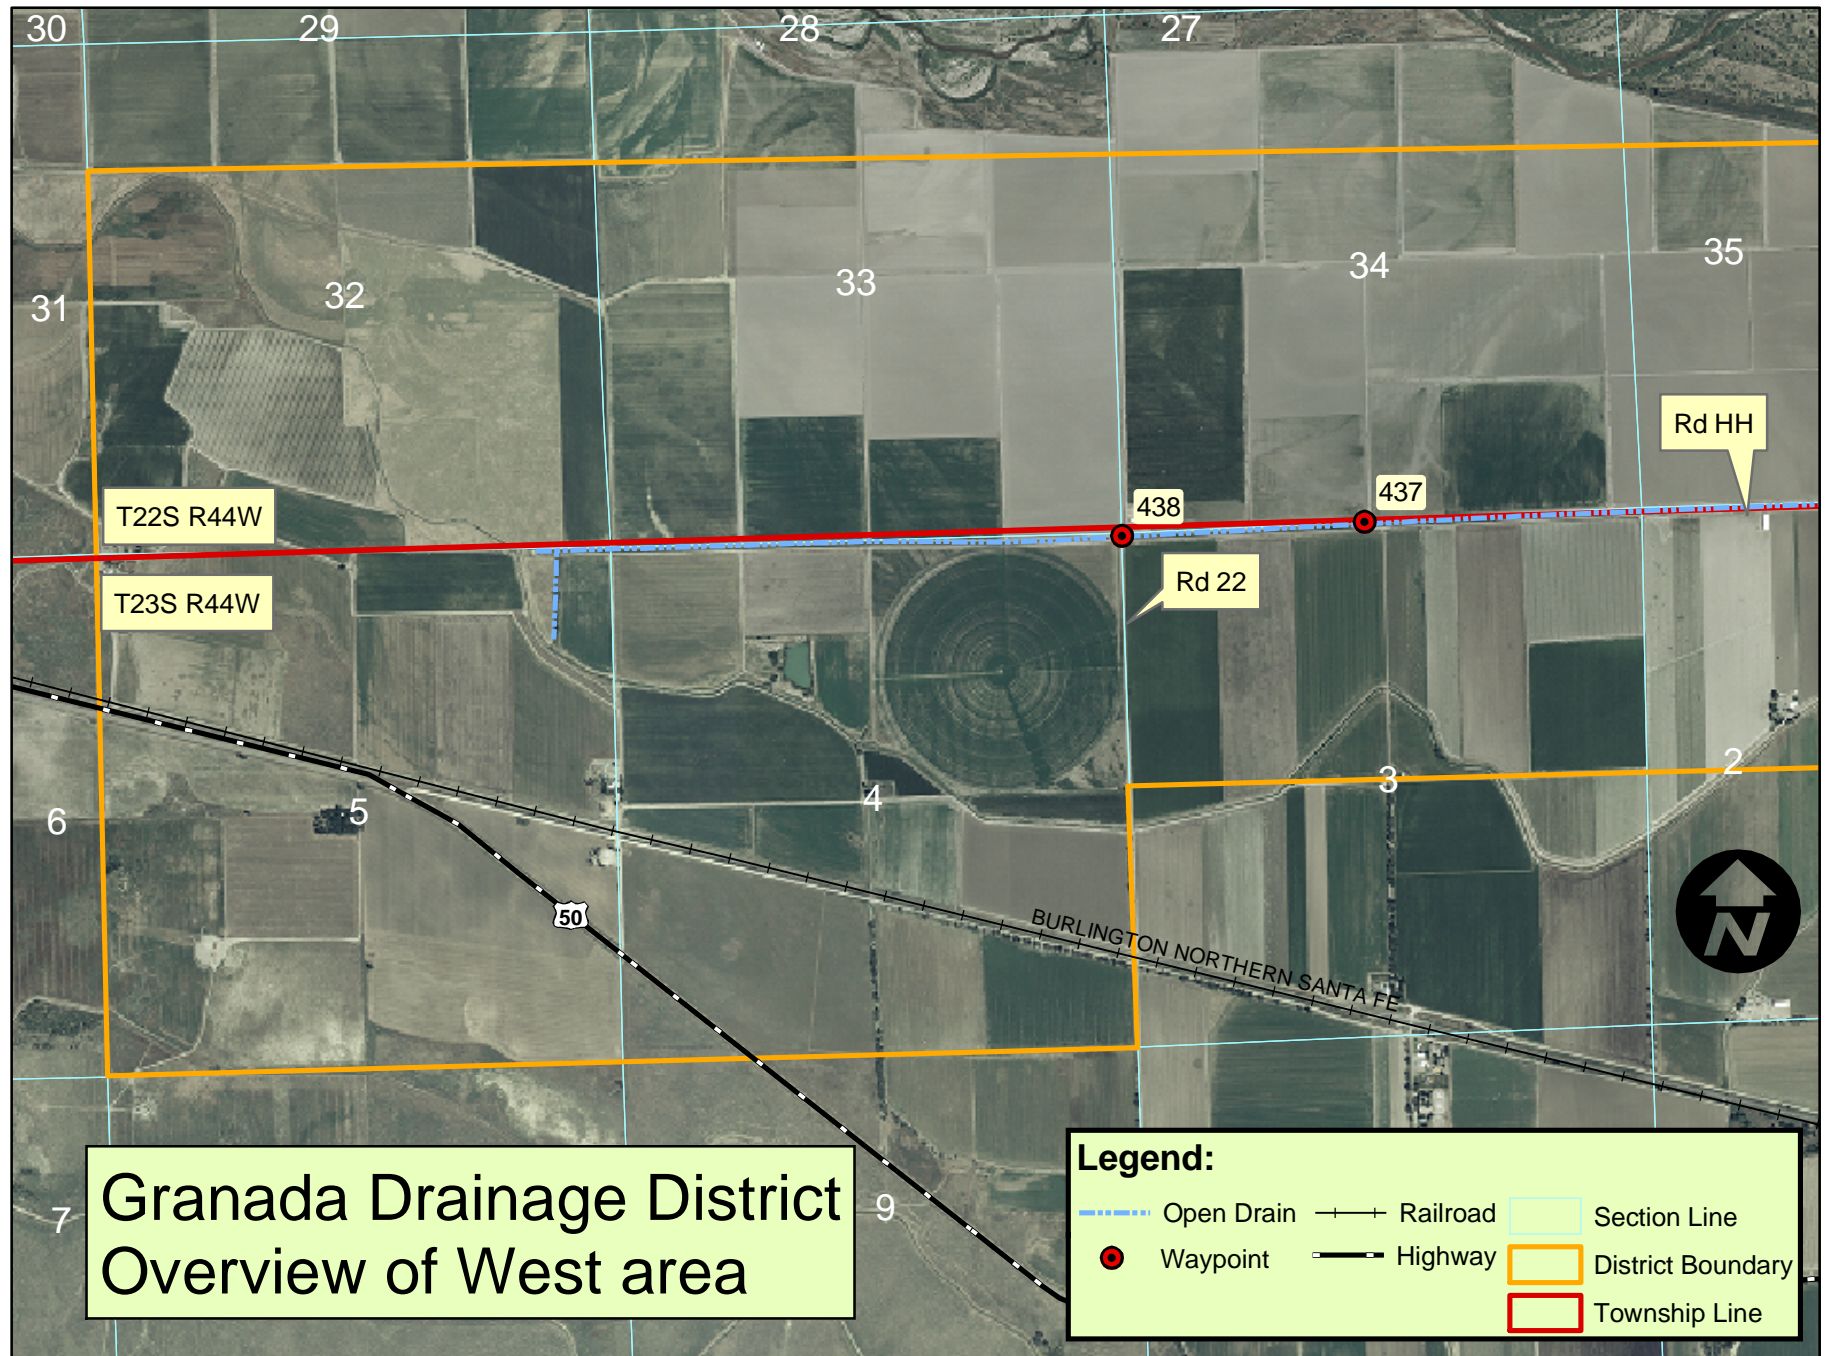 30
29
28
27
31
32
33
34
35
Rd HH
T22S R44W
438
437
T23S R44W
Rd 22
6
5
4
3
2
50
BURLINGTON NORTHERN SANTA FE
N
7
9
Granada Drainage District
Overview of West area
Legend:
Open Drain
Railroad
Section Line
Waypoint
Highway
District Boundary
Township Line